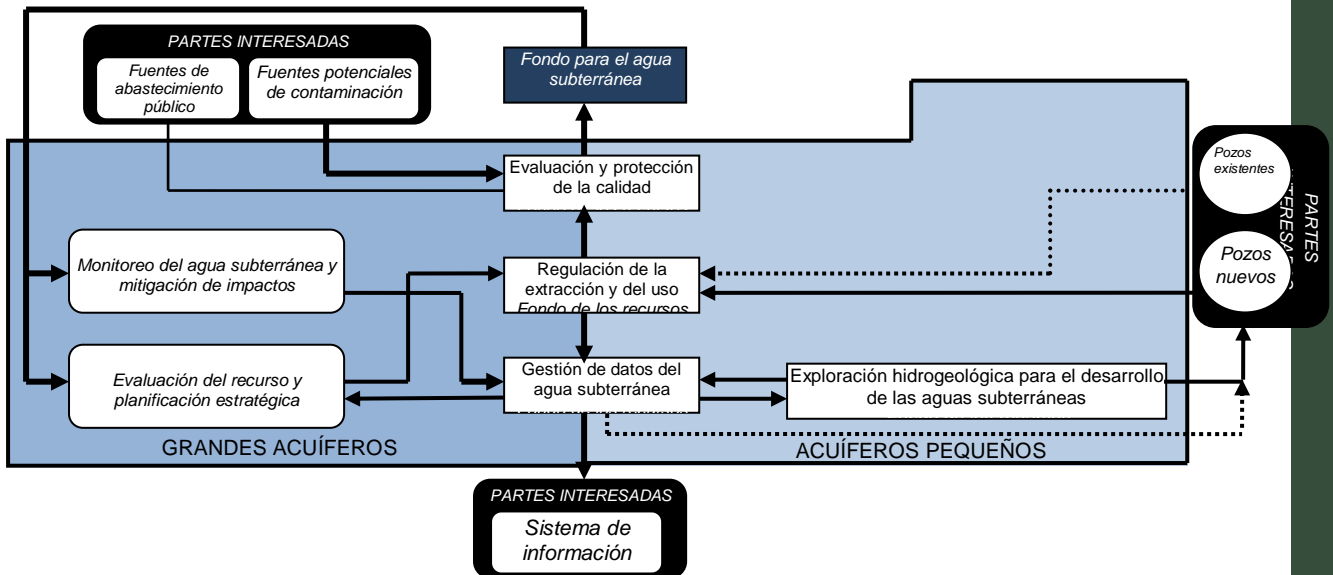 PARTES INTERESADAS
Fuentes de
abastecimiento
público
Fuentes potenciales
de contaminación
Fondo para el agua
subterránea
Evaluación y protección
de la calidad
Pozos
existentes
PARTES
Pozos
nuevos
Monitoreo del agua subterránea y
mitigación de impactos
Regulación de la
extracción y del uso
Fondo de los recursos
Evaluación del recurso y
planificación estratégica
Gestión de datos del
agua subterránea
Exploración hidrogeológica para el desarrollo
de las aguas subterráneas
GRANDES ACUÍFEROS
ACUÍFEROS PEQUEÑOS
PARTES INTERESADAS
Sistema de
información